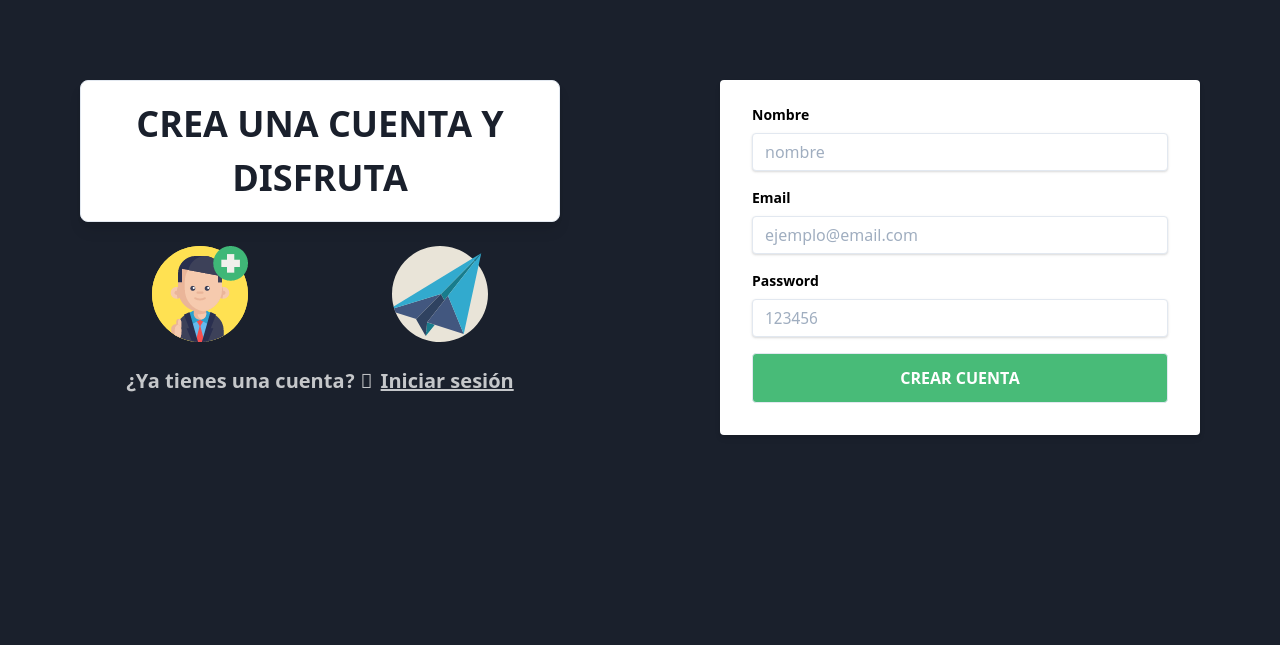 CREA UNA CUENTA Y
DISFRUTA
¿Ya tienes una cuenta? Iniciar sesión
Nombre
nombre
Email
ejemplo@email.com
Password
123456
CREAR CUENTA